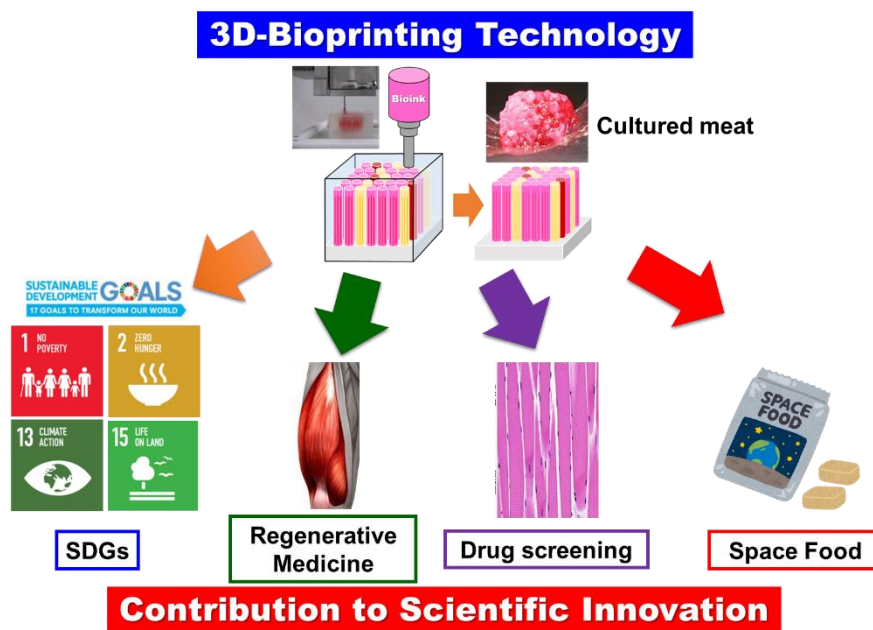 3D-Bioprinting Technology
Bioink
Cultured meat
SUSTAINABLE
DEVELOPMENT GOALS
17 GOALS TO TRANSFORM OUR WORLD
1 NO
POVERTY
2 ZERO
HUNGER
13 CLIMATE
ACTION
15 LIFE
ON LAND
SPACE
FOOD
SDGs
Regenerative
Medicine
Drug screening
Space Food
Contribution to Scientific Innovation